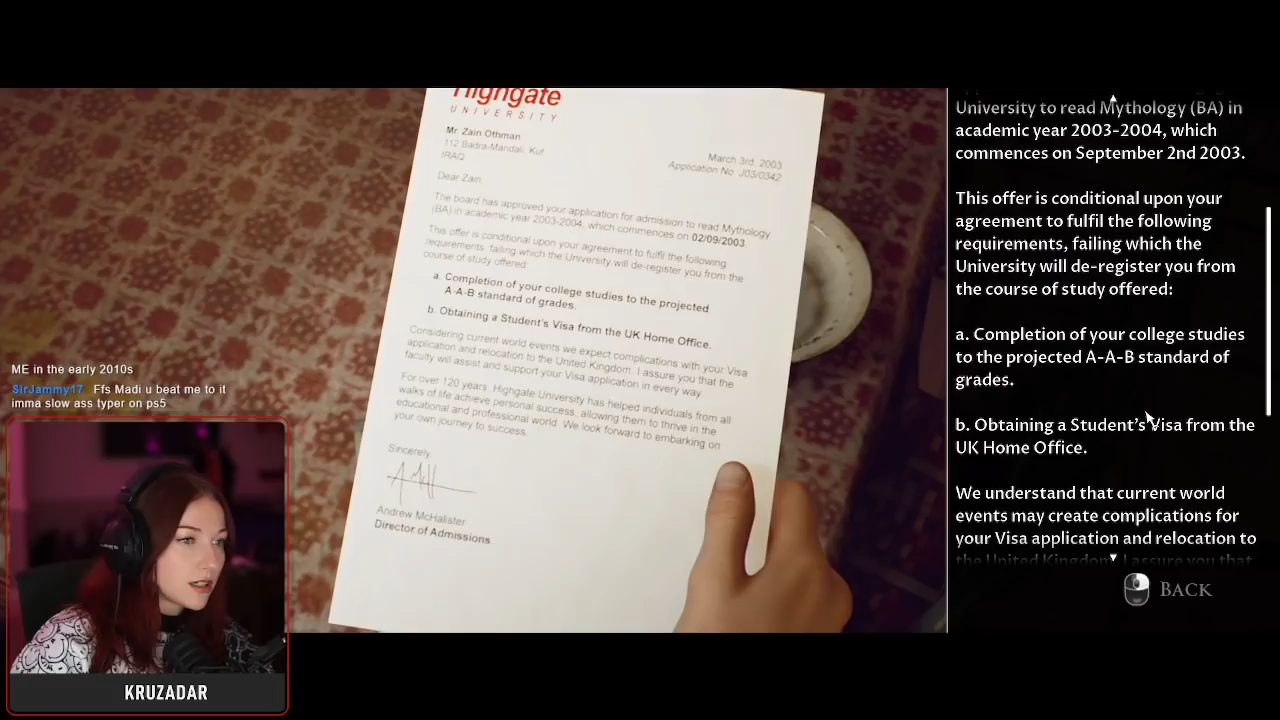 Highgate
UNIVERSITY
Mr. Zain Othman
112 Badra-Mandali, Kut
IRAQ
March 3rd, 2003
Application No. J03/0342
Dear Zain,
The board has approved your application for admission to read Mythology
(BA) in academic year 2003-2004, which commences on 02/09/2003.
This offer is conditional upon your agreement to fulfil the following
requirements, failing which the University will de-register you from the
course of study offered:
a. Completion of your college studies to the projected
A-A-B standard of grades.
b. Obtaining a Student's Visa from the UK Home Office.
Considering current world events we expect complications with your Visa
application and relocation to the United Kingdom. I assure you that the
faculty will assist and support your Visa application in every way.
For over 120 years, Highgate University has helped individuals from all
walks of life achieve personal success, allowing them to thrive in the
educational and professional world. We look forward to embarking on
your own journey to success.
Sincerely,
Andrew McHalister
Director of Admissions
University to read Mythology (BA) in
academic year 2003-2004, which
commences on September 2nd 2003.
This offer is conditional upon your
agreement to fulfil the following
requirements, failing which the
University will de-register you from
the course of study offered:
a. Completion of your college studies
to the projected A-A-B standard of
grades.
b. Obtaining a Student's Visa from the
UK Home Office.
We understand that current world
events may create complications for
your Visa application and relocation to
the United Kingdom. I assure you that
BACK
ME in the early 2010s
SirJammy17 Ffs Madi u beat me to it
imma slow ass typer on ps5
KRUZADAR